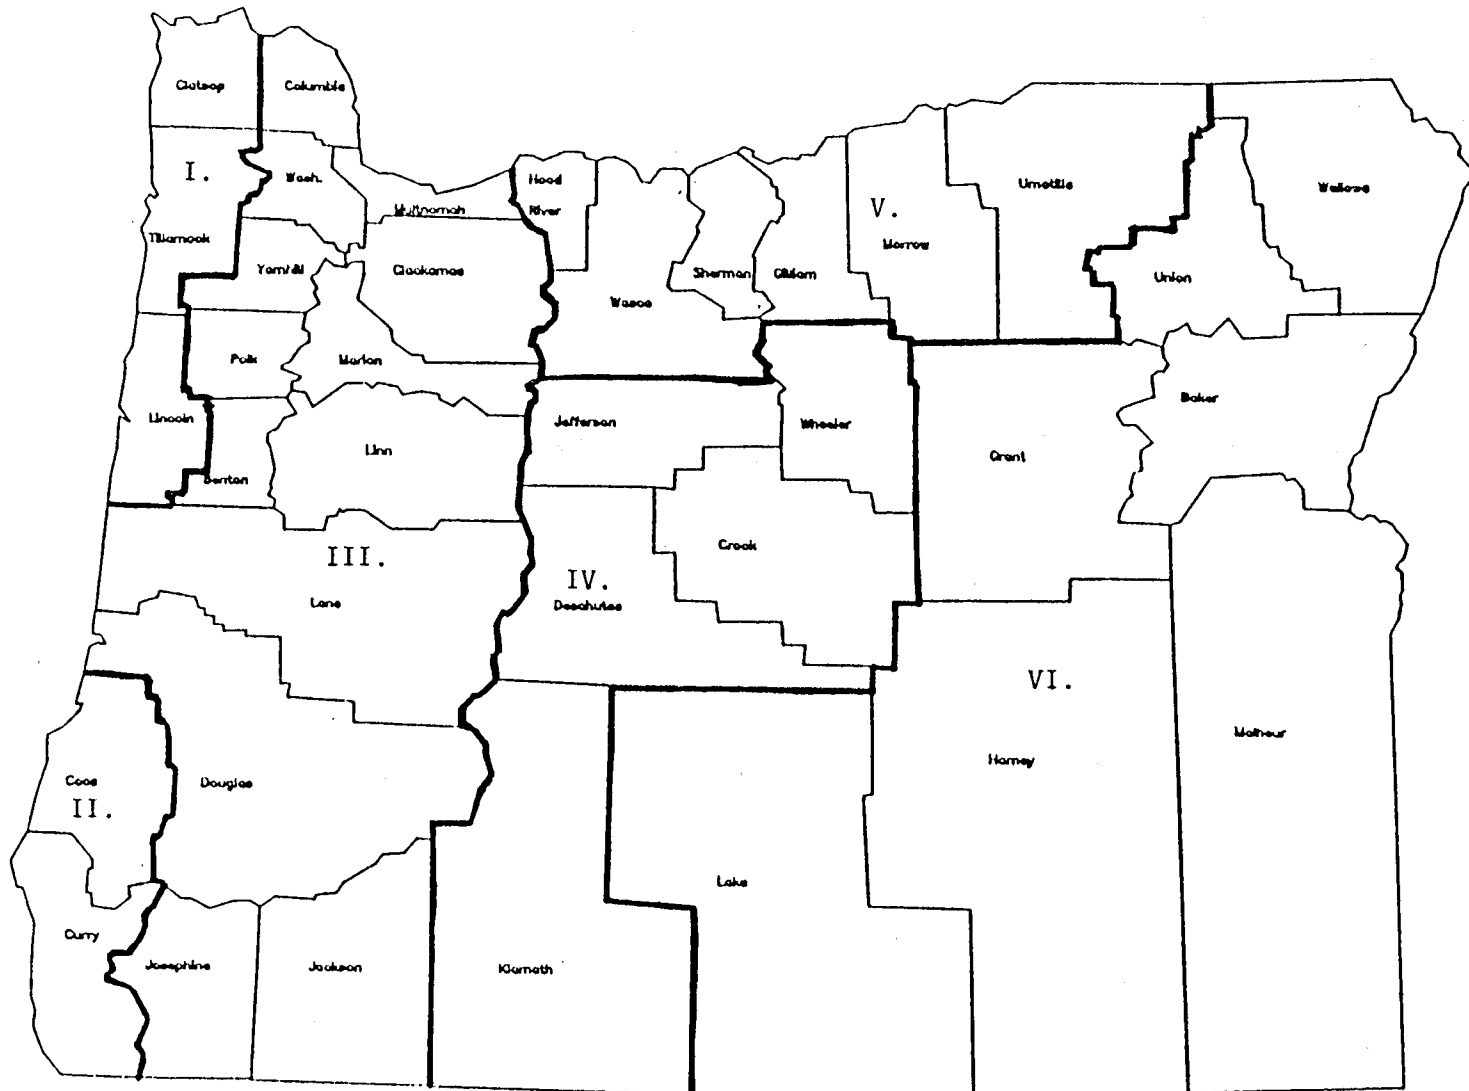 Clatsop
Columbia
I.
Wash.
Hood
River
Multnomah
Tillamook
Yamhill
Clackamas
Wasco
Sherman
Gilliam
V.
Morrow
Umatilla
Wallowa
Union
Polk
Marion
Lincoln
Benton
Linn
Jefferson
Wheeler
Grant
Baker
III.
Lane
Crook
IV.
Deschutes
VI.
Harney
Malheur
Coos
II.
Douglas
Lake
Curry
Josephine
Jackson
Klamath